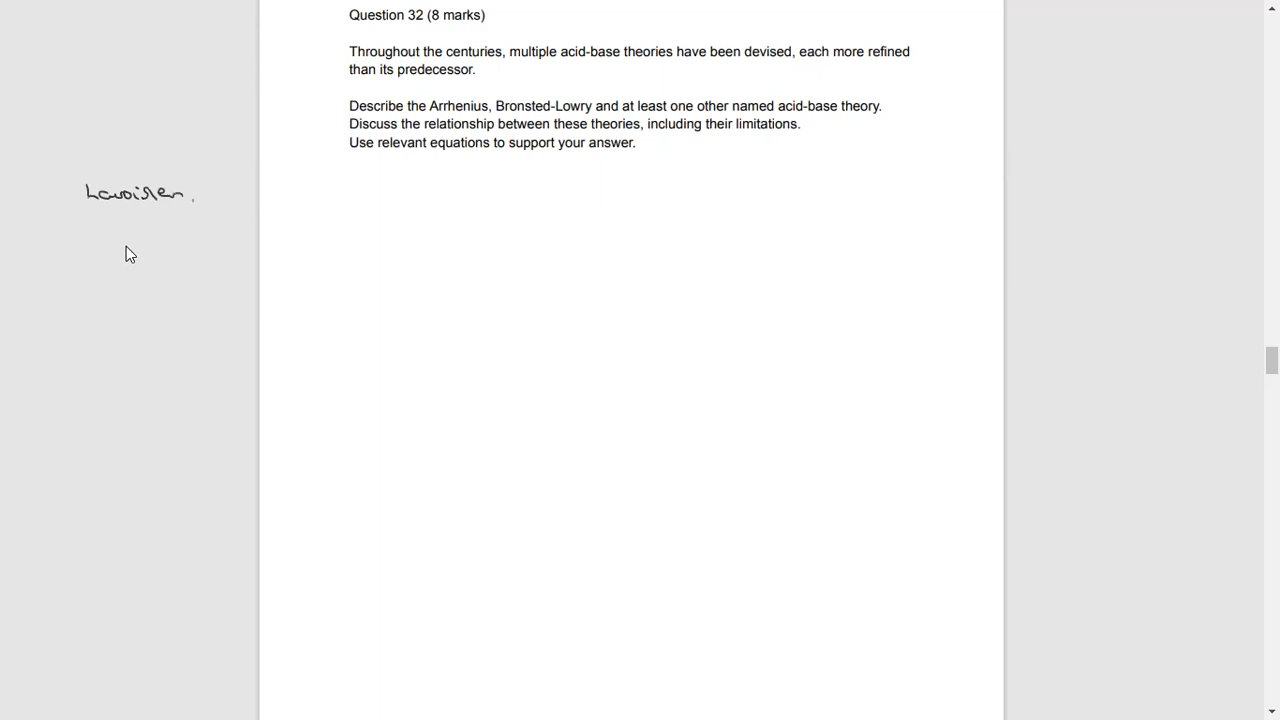 Question 32 (8 marks)
Throughout the centuries, multiple acid-base theories have been devised, each more refined
than its predecessor.
Describe the Arrhenius, Bronsted-Lowry and at least one other named acid-base theory.
Discuss the relationship between these theories, including their limitations.
Use relevant equations to support your answer.
Lavoisier.